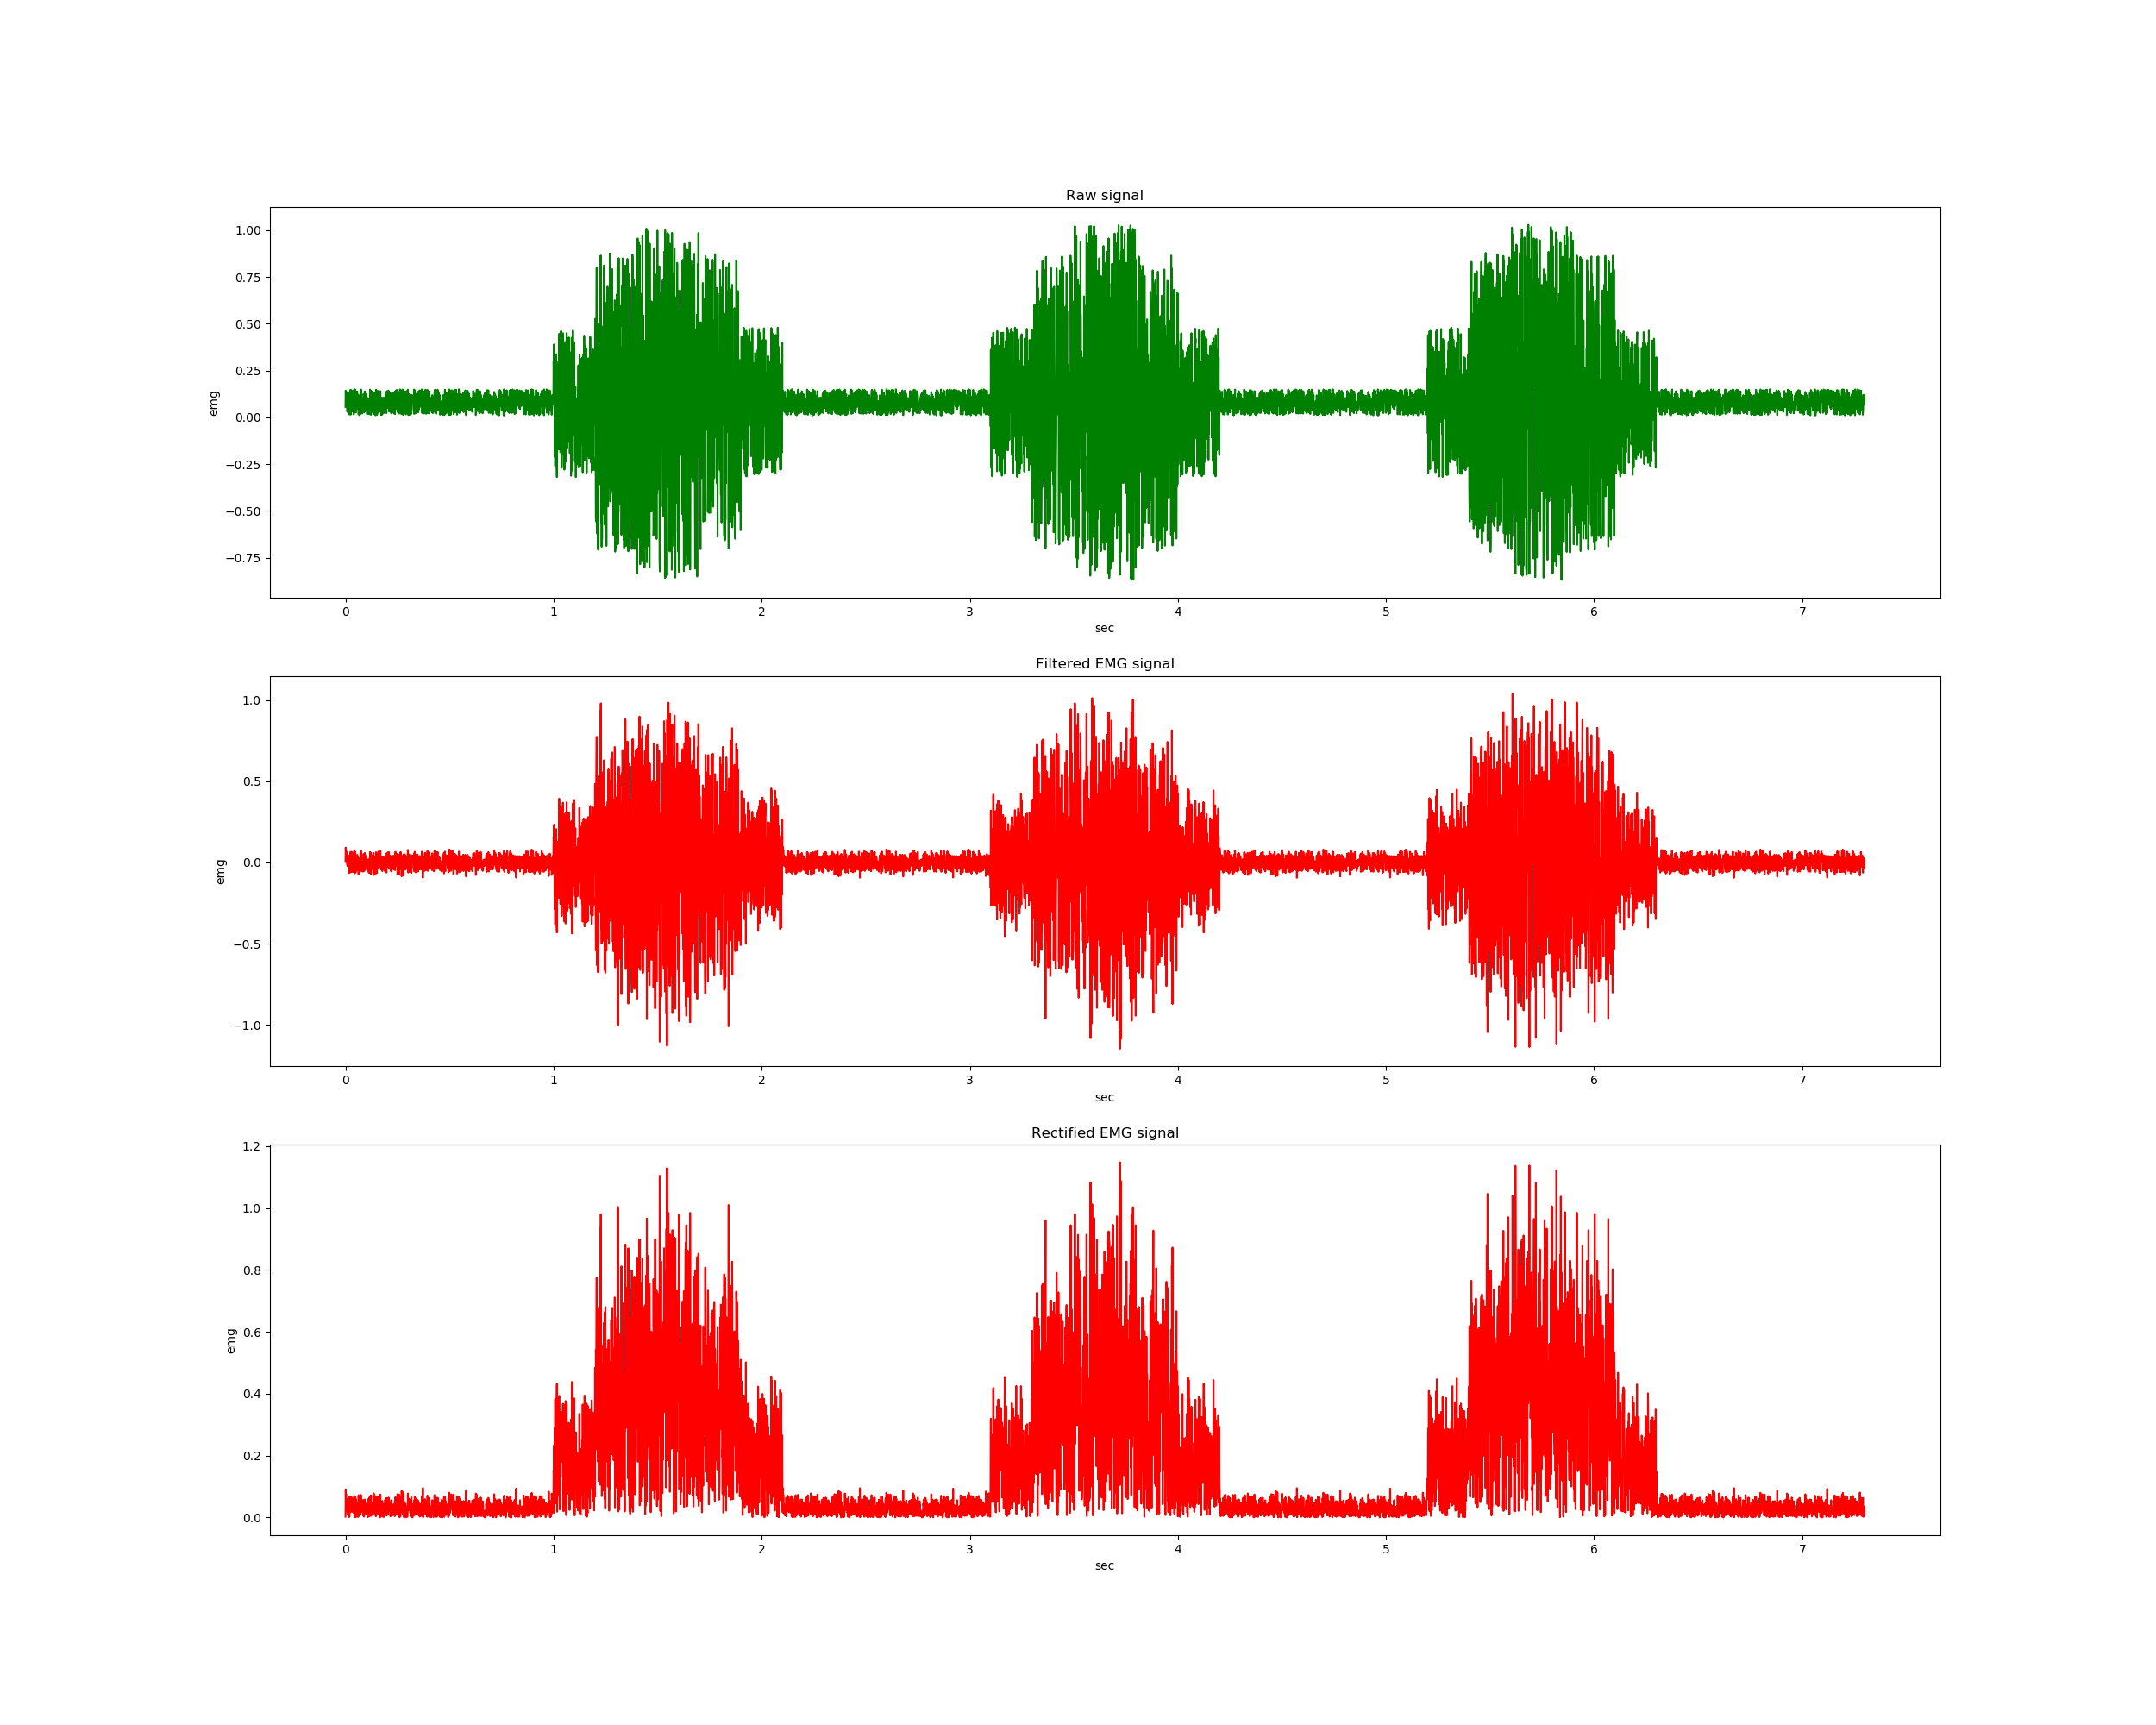 Raw signal
1.00
0.75
0.50
0.25
0.00
−0.25
−0.50
−0.75
emg
0 1 2 3 4 5 6 7
sec
Filtered EMG signal
1.0
0.5
0.0
−0.5
−1.0
emg
0 1 2 3 4 5 6 7
sec
Rectified EMG signal
1.2
1.0
0.8
0.6
0.4
0.2
0.0
emg
0 1 2 3 4 5 6 7
sec